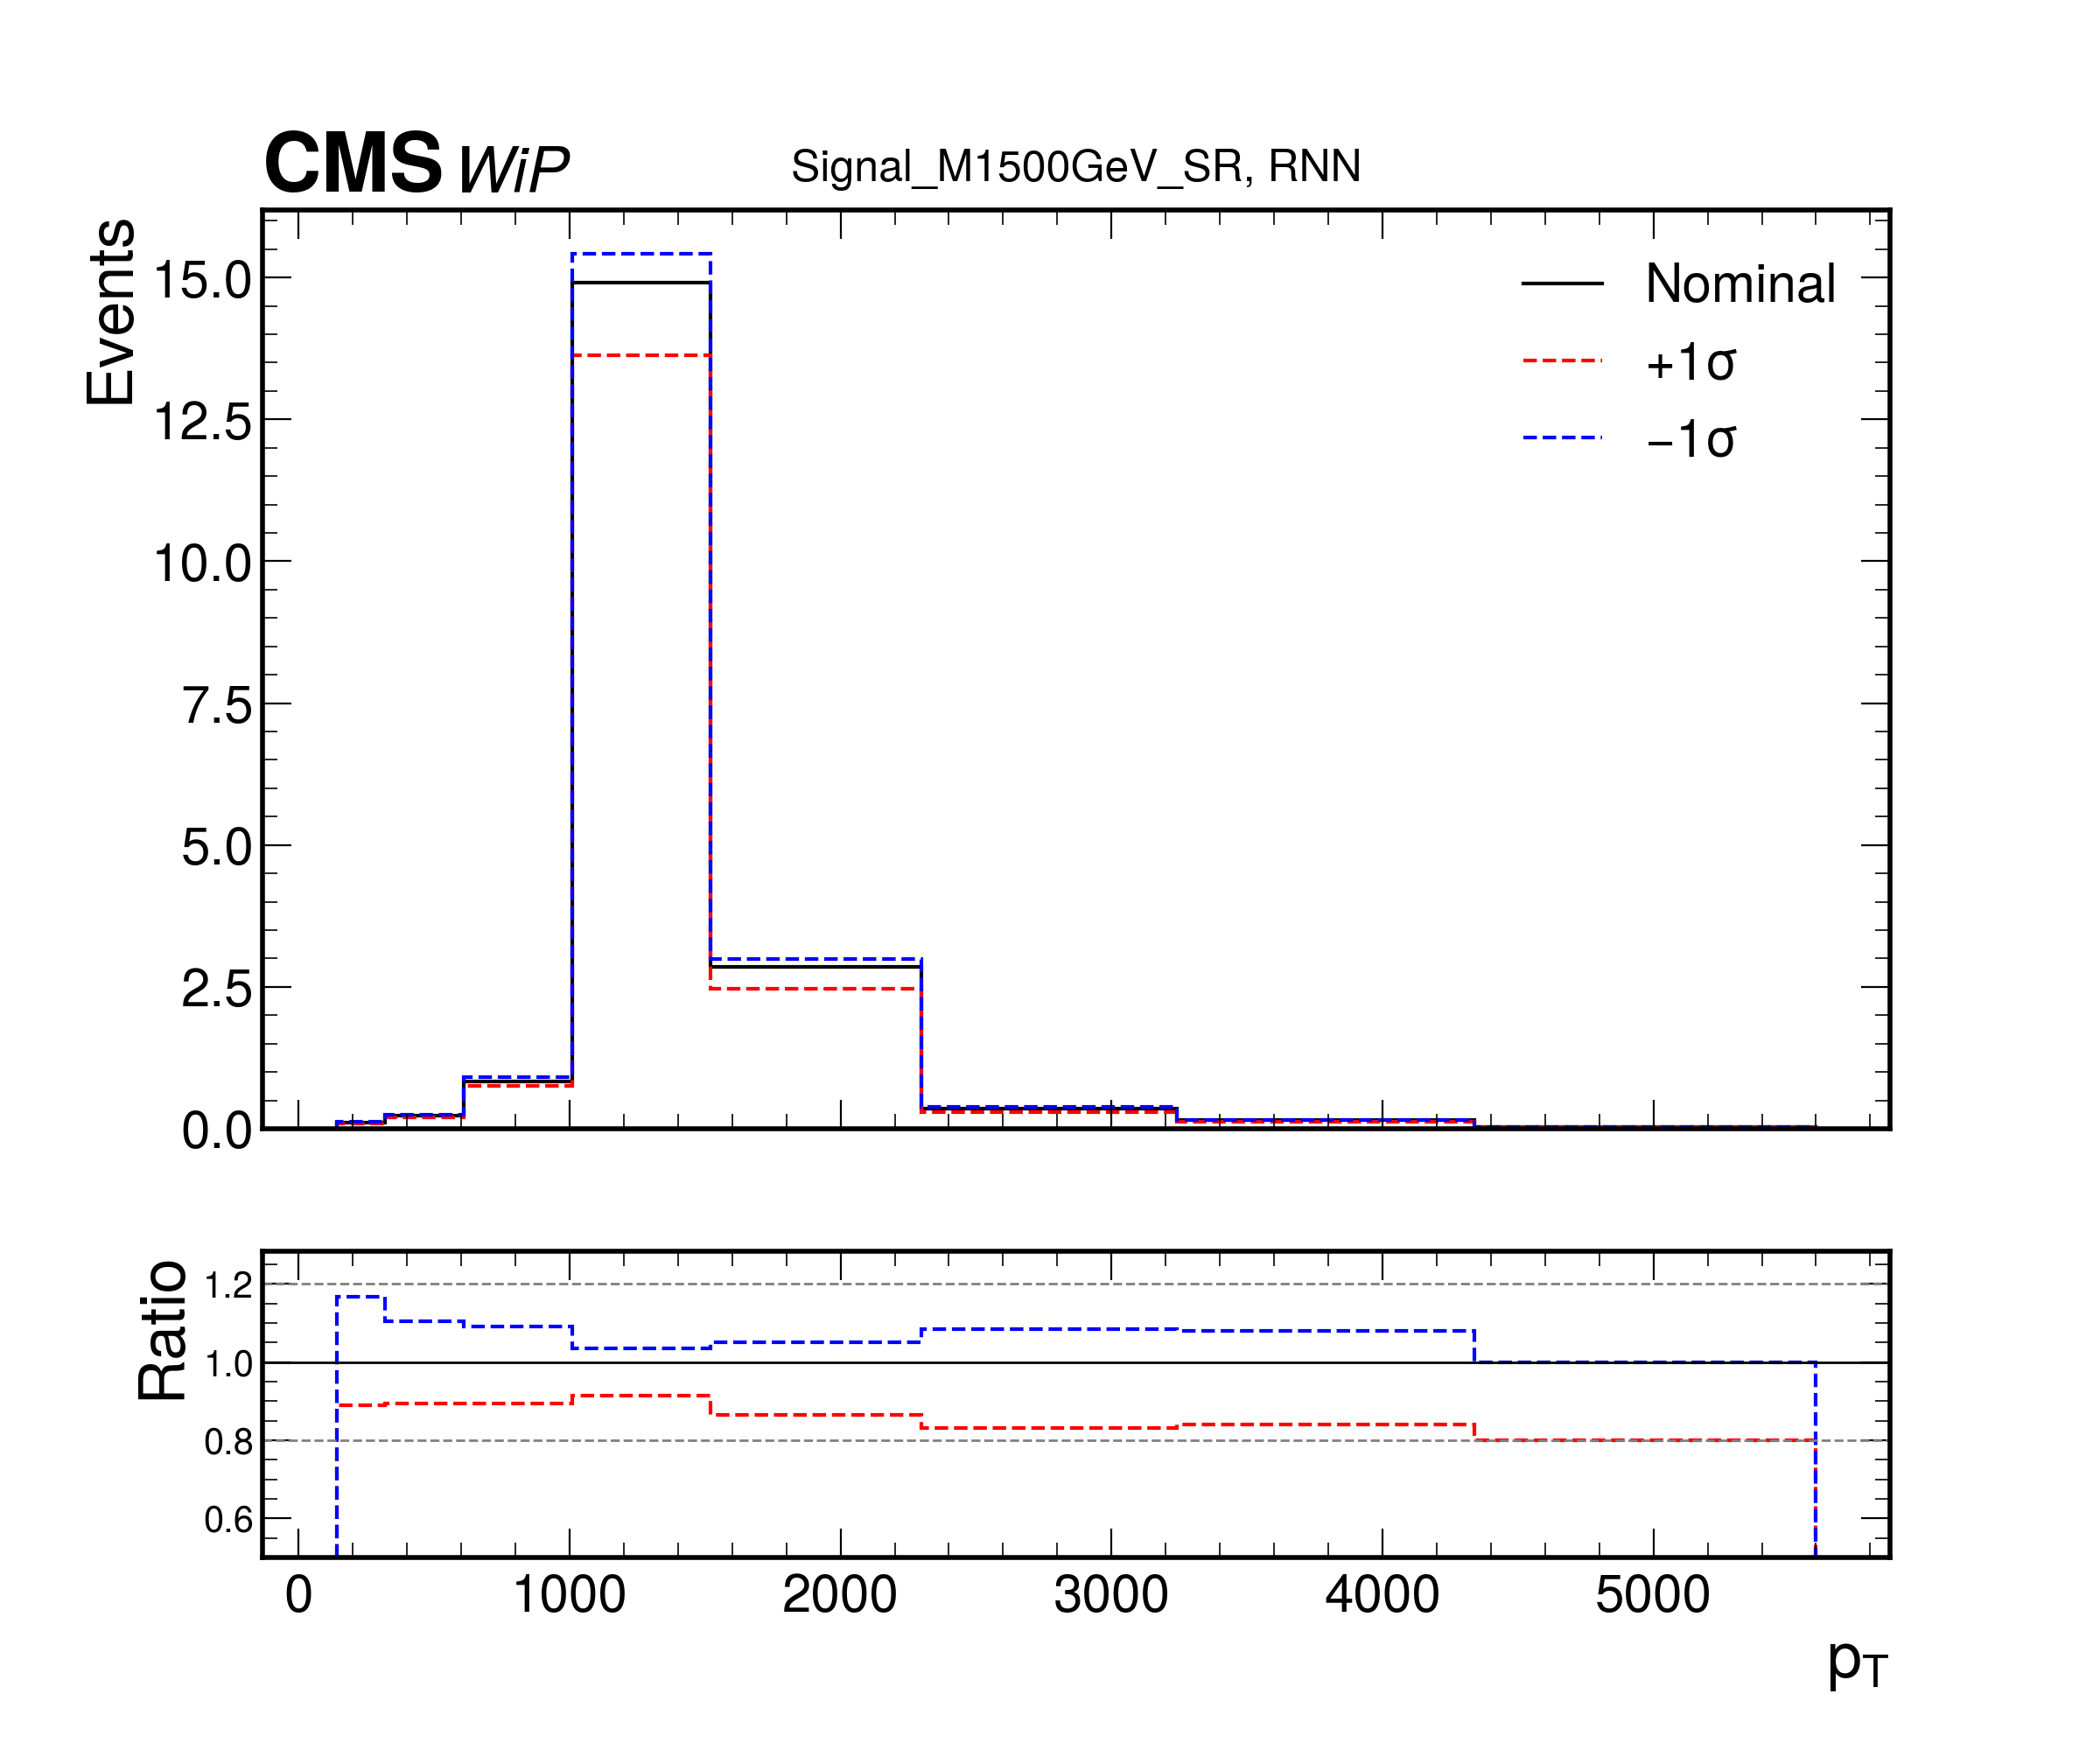 CMS WiP
Signal_M1500GeV_SR, RNN
Events
15.0
12.5
10.0
7.5
5.0
2.5
0.0
Nominal
+1σ
−1σ
Ratio
1.2
1.0
0.8
0.6
0 1000 2000 3000 4000 5000
pT